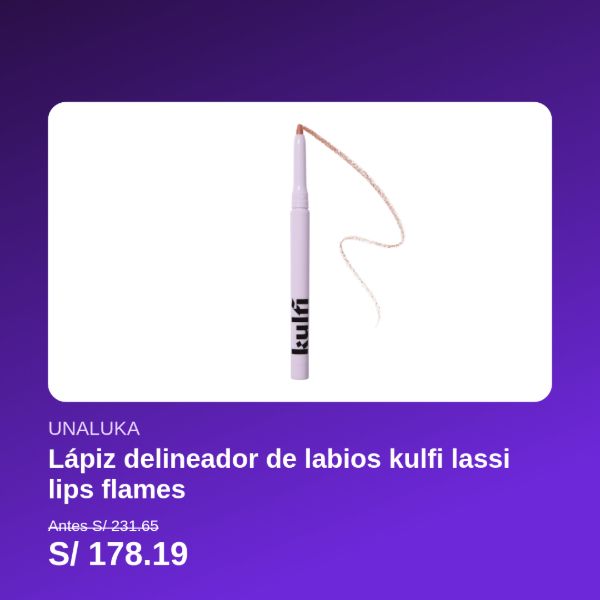 kulfi
UNALUKA
Lápiz delineador de labios kulfi lassi
lips flames
Antes S/ 231.65
S/ 178.19